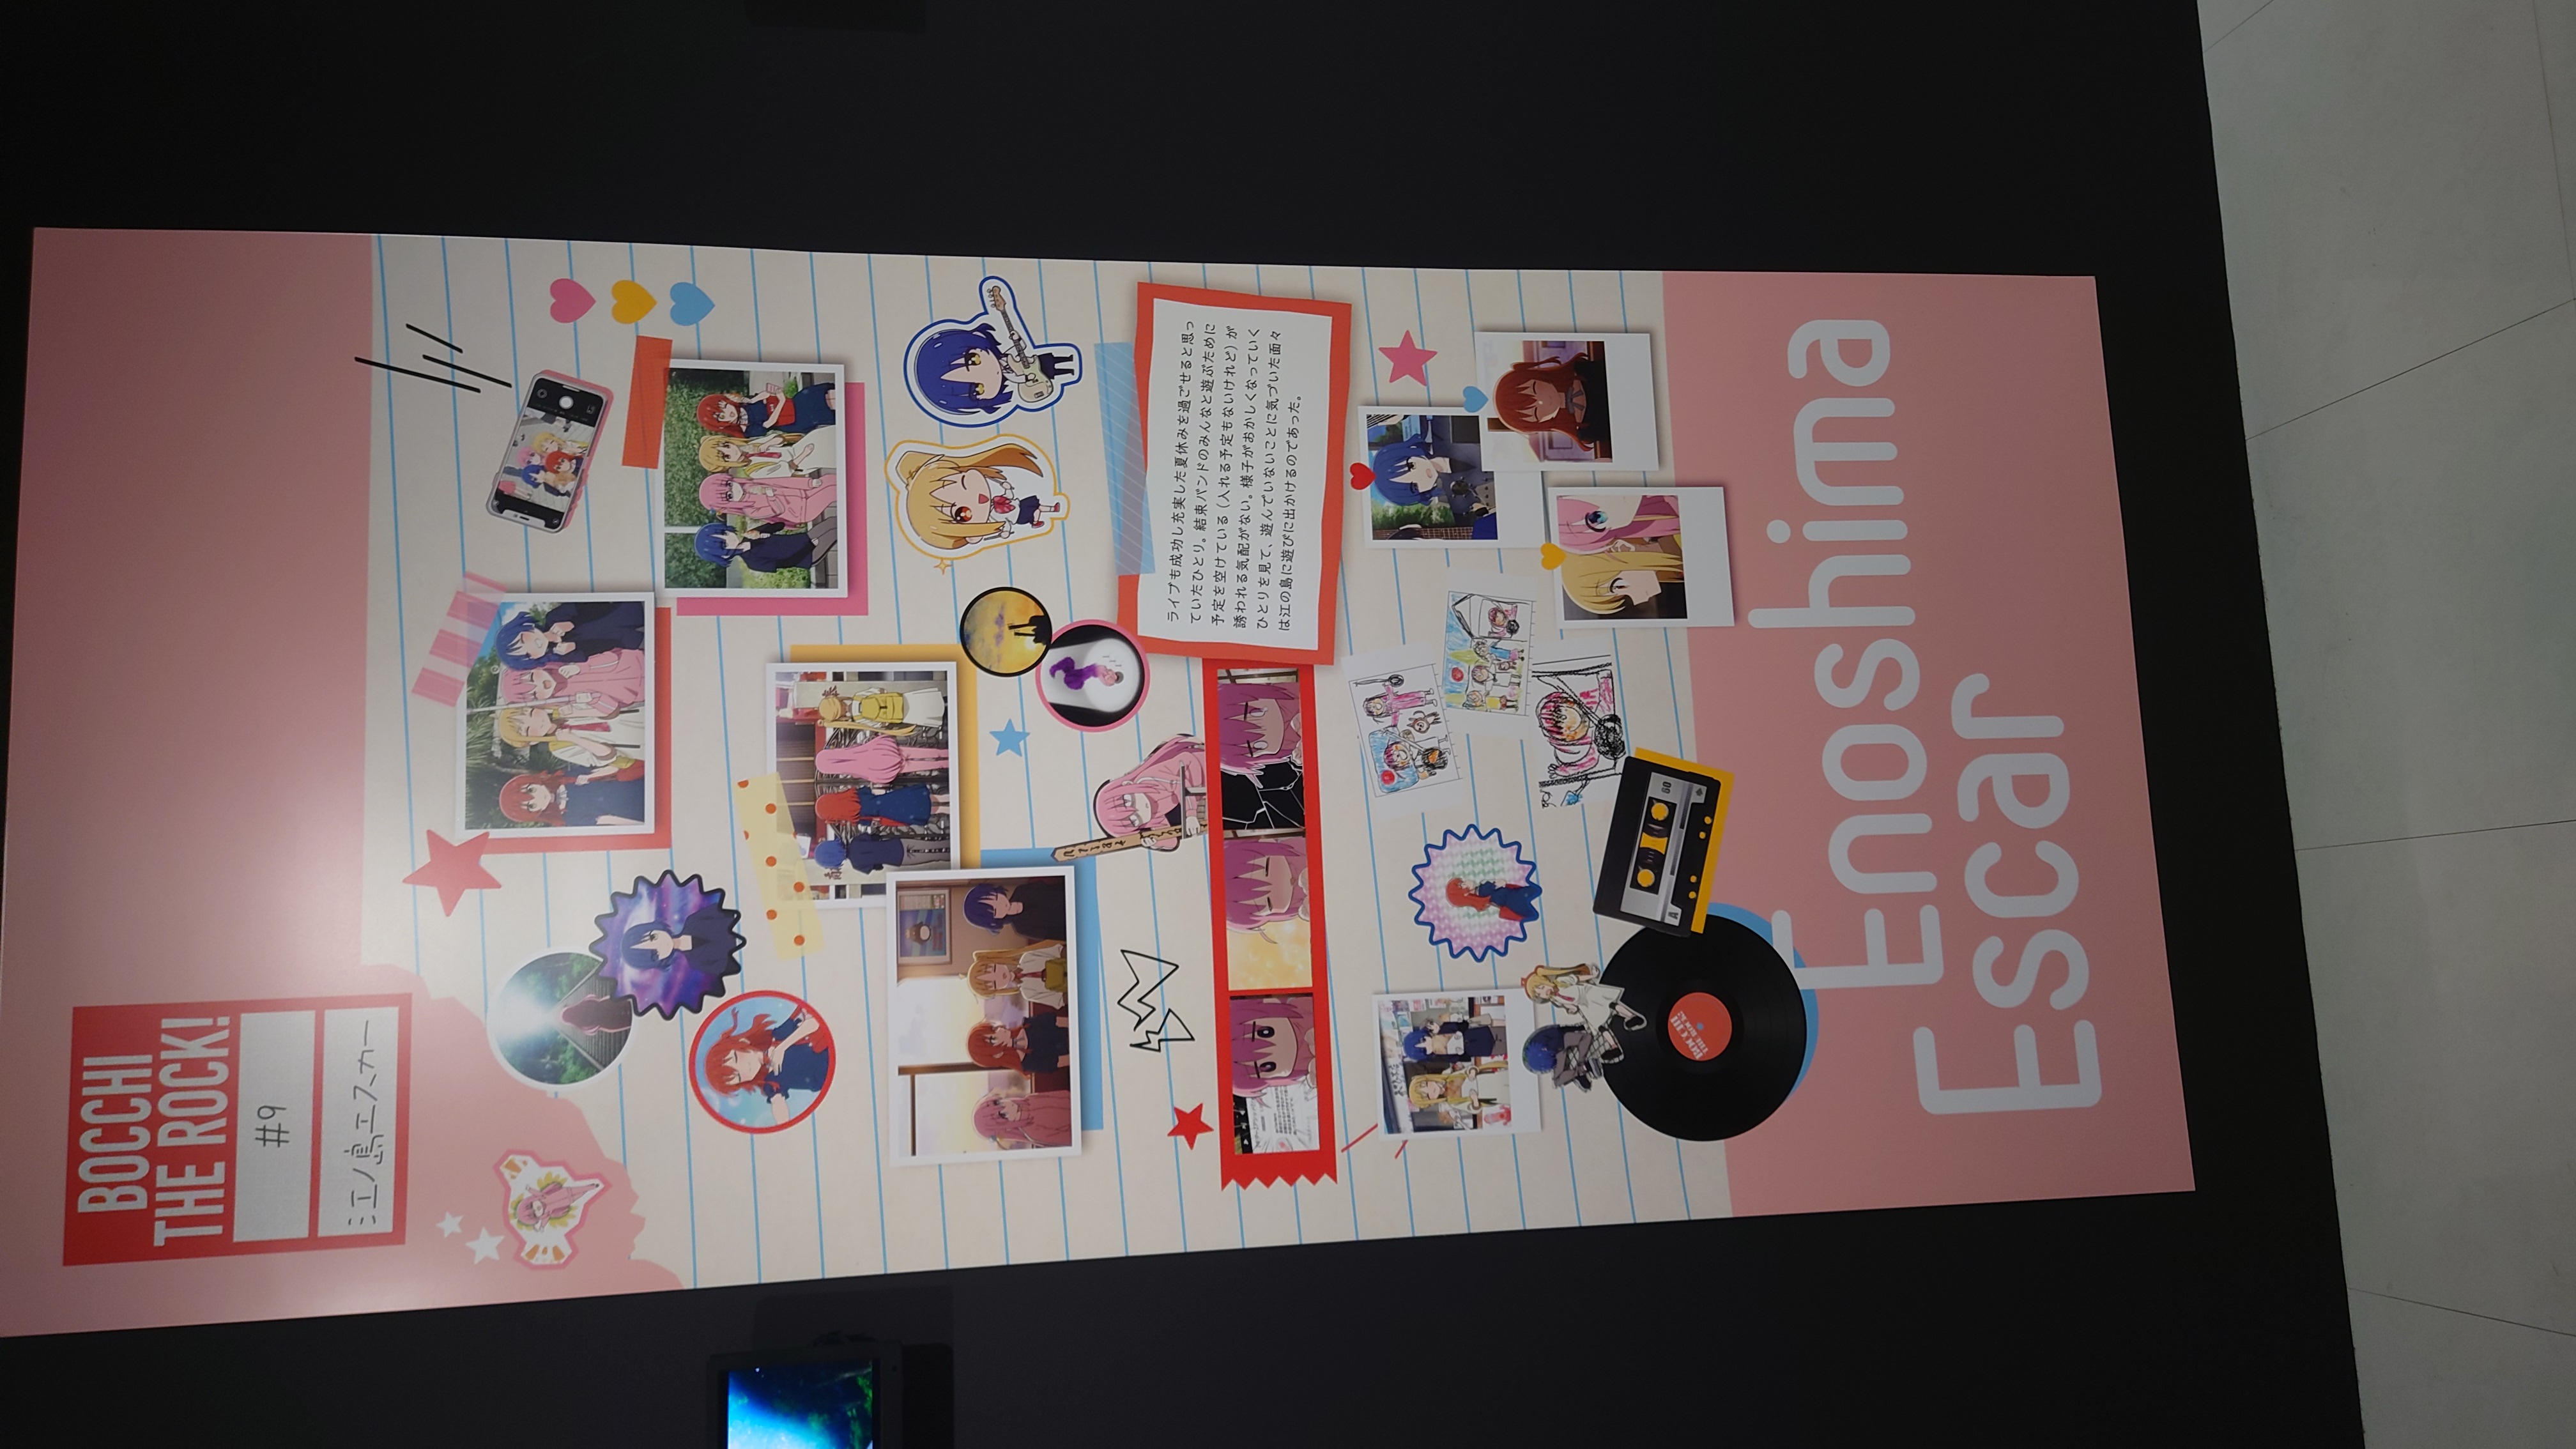 BOCCHI
THE ROCK!
#9
江ノ島エスカー
ライブも成功し充実した夏休みを過ごせると思っ
ていたひとり。結束バンドのみんなと遊ぶために
予定を空けている（入れる予定もないけれど）が
誘われる気配がない。様子がおかしくなっていく
ひとりを見て、遊んでいないことに気づいた面々
は江の島に遊びに出かけるのであった。
BOCCHI
THE ROCK!
A
60
Enoshima
Escar